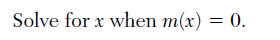 Solve for x when m(x) = 0.